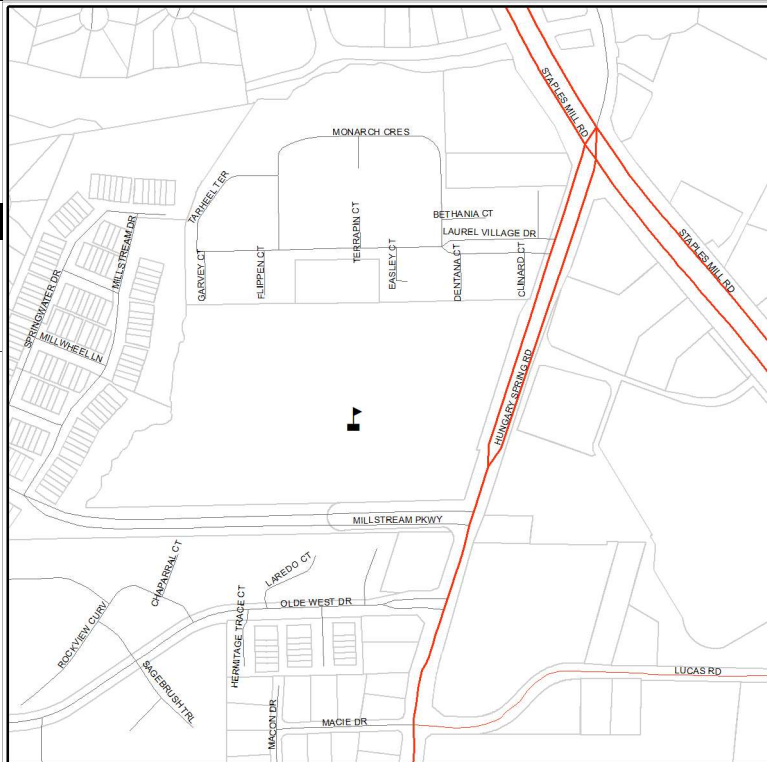 STAPLES MILL RD
MONARCH CRES
TARHEEL TER
TERRAPIN CT
BETHANIA CT
LAUREL VILLAGE DR
MILLSTREAM DR
GARVEY CT
FLIPPEN CT
EASLEY CT
DENTANA CT
CLINARD CT
STAPLES MILL RD
SPRINGWATER DR
MILLWHEEL LN
HUNGARY SPRING RD
MILLSTREAM PKWY
CHAPARRAL CT
LAREDO CT
OLDE WEST DR
HERMITAGE TRACE CT
ROCKVIEW CURV
SAGEBRUSH TRL
LUCAS RD
MACON DR
MACIE DR